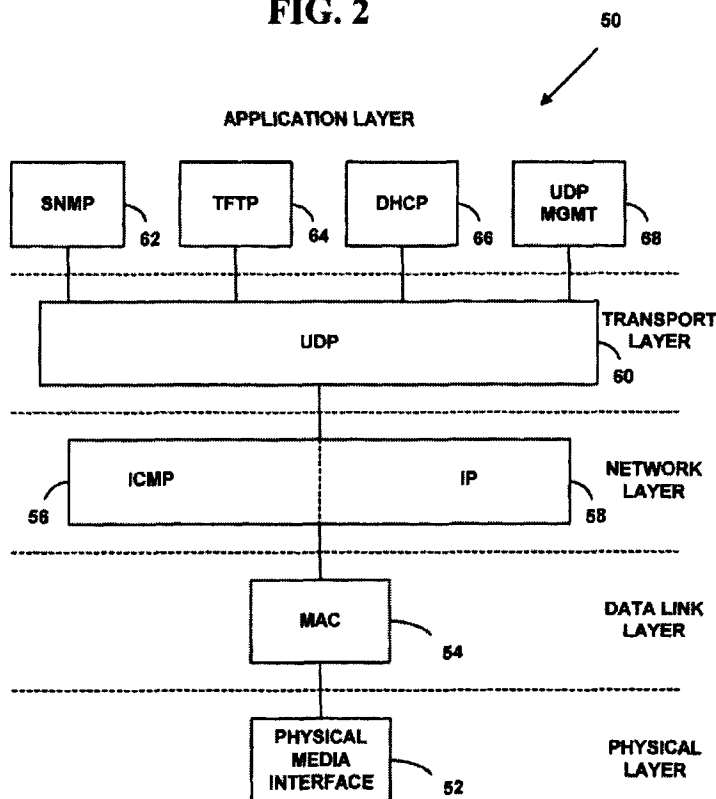 FIG. 2
50
APPLICATION LAYER
SNMP
62
TFTP
64
DHCP
66
UDP
MGMT
68
UDP
TRANSPORT
LAYER
60
ICMP
56
IP
58
NETWORK
LAYER
MAC
54
DATA LINK
LAYER
PHYSICAL
MEDIA
INTERFACE
52
PHYSICAL
LAYER